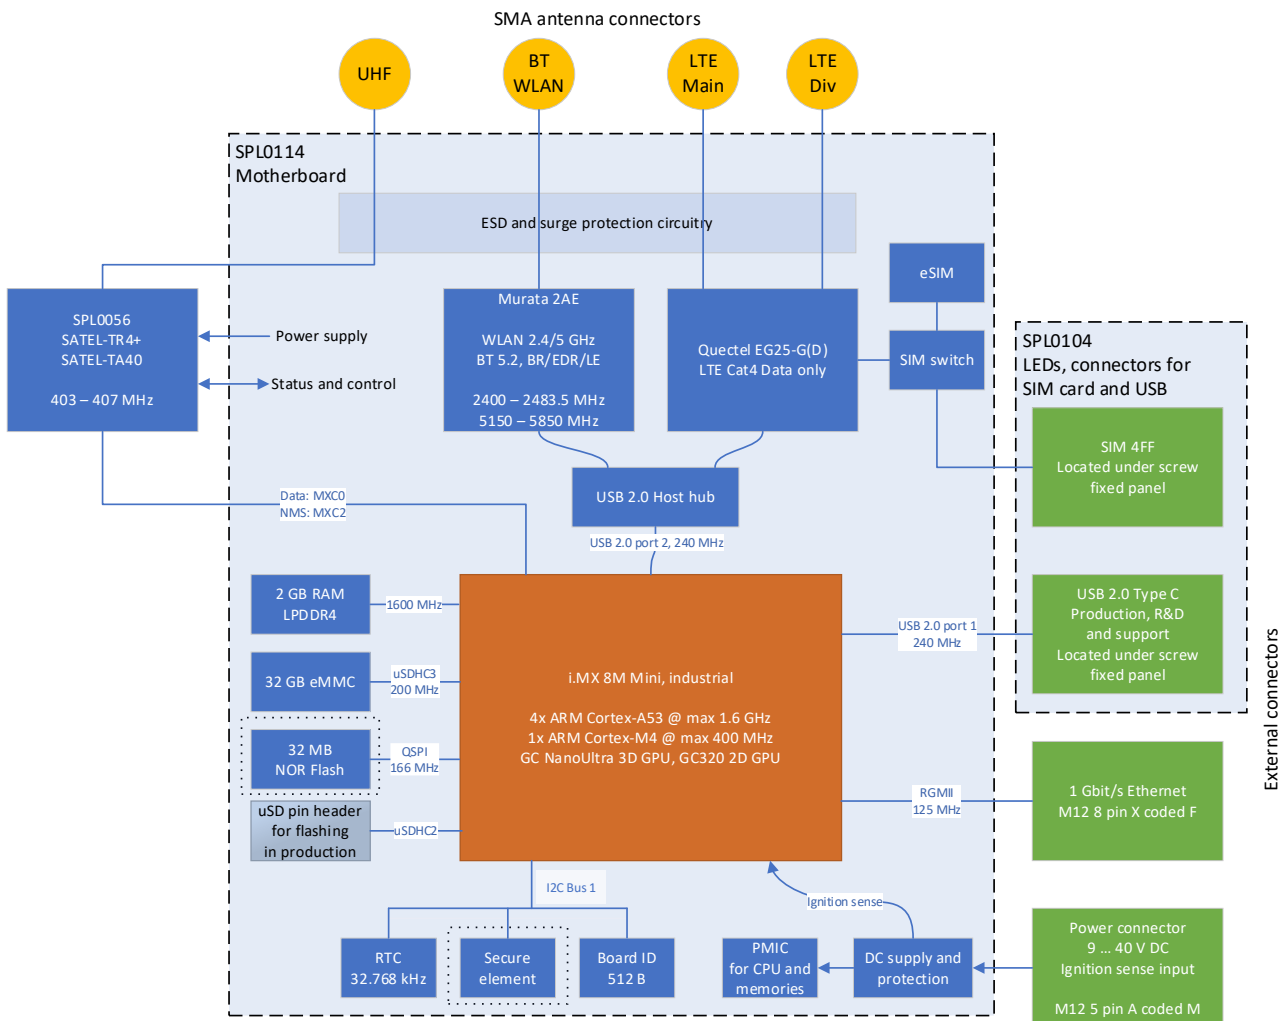 SMA antenna connectors
UHF
BT
WLAN
LTE
Main
LTE
Div
SPL0114
Motherboard
ESD and surge protection circuitry
eSIM
SPL0056
SATEL-TR4+
SATEL-TA40
403 – 407 MHz
Power supply
Status and control
Murata 2AE
WLAN 2.4/5 GHz
BT 5.2, BR/EDR/LE
2400 – 2483.5 MHz
5150 – 5850 MHz
Quectel EG25-G(D)
LTE Cat4 Data only
SIM switch
SPL0104
LEDs, connectors for
SIM card and USB
SIM 4FF
Located under screw
fixed panel
USB 2.0 Host hub
Data: MXC0
NMS: MXC2
USB 2.0 port 2, 240 MHz
2 GB RAM
LPDDR4
1600 MHz
32 GB eMMC
uSDHC3
200 MHz
32 MB
NOR Flash
QSPI
166 MHz
uSD pin header
for flashing
in production
uSDHC2
i.MX 8M Mini, industrial
4x ARM Cortex-A53 @ max 1.6 GHz
1x ARM Cortex-M4 @ max 400 MHz
GC NanoUltra 3D GPU, GC320 2D GPU
USB 2.0 port 1
240 MHz
USB 2.0 Type C
Production, R&D
and support
Located under screw
fixed panel
External connectors
RGMII
125 MHz
1 Gbit/s Ethernet
M12 8 pin X coded F
I2C Bus 1
Ignition sense
RTC
32.768 kHz
Secure
element
Board ID
512 B
PMIC
for CPU and
memories
DC supply and
protection
Power connector
9 … 40 V DC
Ignition sense input
M12 5 pin A coded M